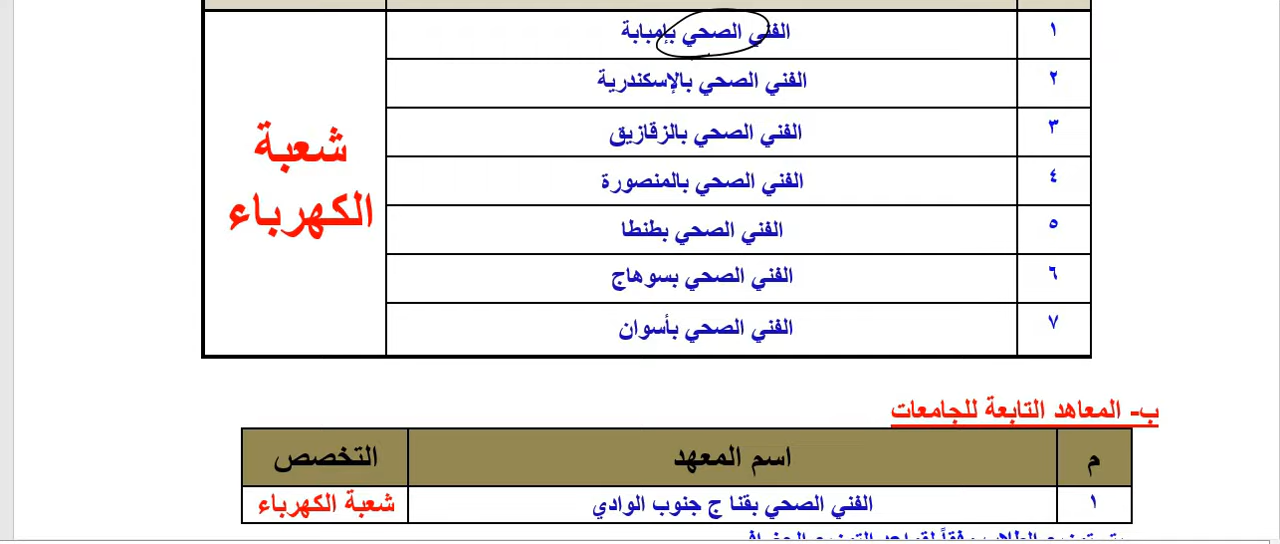 ١ الفني الصحي بإمبابة
٢ الفني الصحي بالإسكندرية
٣ الفني الصحي بالزقازيق
٤ الفني الصحي بالمنصورة
٥ الفني الصحي بطنطا
٦ الفني الصحي بسوهاج
٧ الفني الصحي بأسوان
شعبة
الكهرباء
ب- المعاهد التابعة للجامعات
م اسم المعهد التخصص
١ الفني الصحي بقنا ج جنوب الوادي شعبة الكهرباء